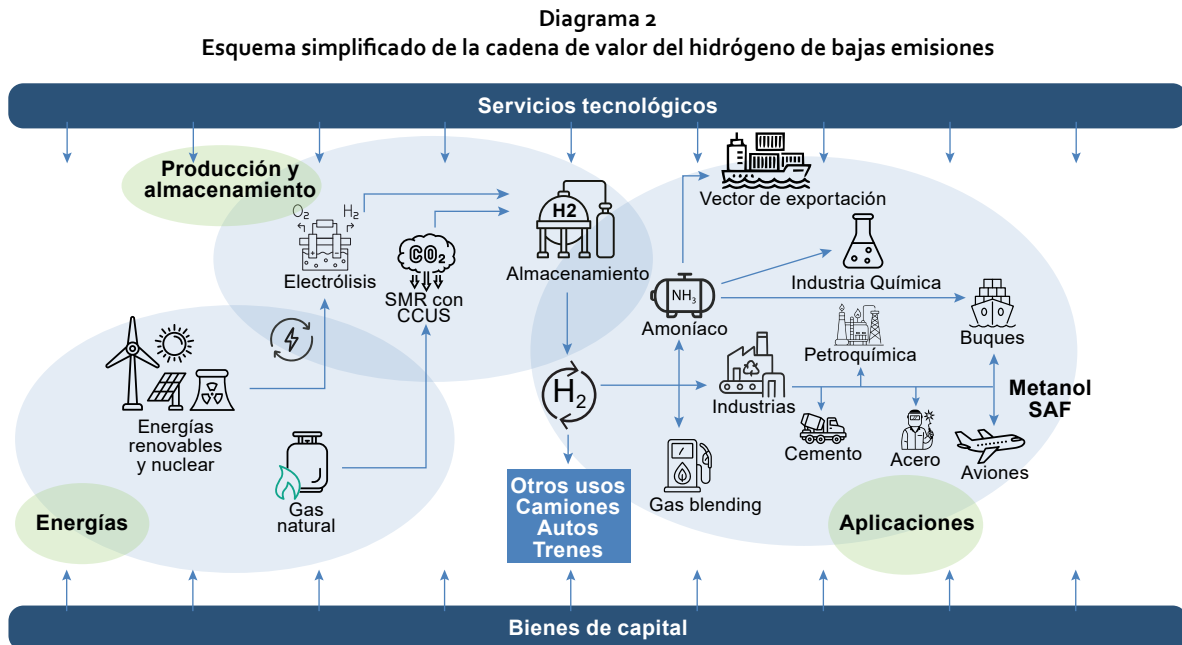 Diagrama 2
Esquema simplificado de la cadena de valor del hidrógeno de bajas emisiones
Servicios tecnológicos
Producción y
almacenamiento
O₂
H₂
Electrólisis
CO₂
SMR con
CCUS
H2
Almacenamiento
Vector de exportación
Industria Química
NH₃
Amoníaco
Petroquímica
Buques
Energías
renovables
y nuclear
H₂
Industrias
Metanol
SAF
Cemento
Acero
Aviones
Gas
natural
Gas blending
Otros usos
Camiones
Autos
Trenes
Energías
Aplicaciones
Bienes de capital